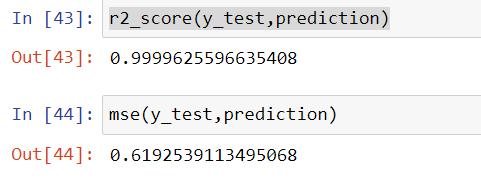 In [43]: r2_score(y_test,prediction)
Out[43]: 0.9999625596635408
In [44]: mse(y_test,prediction)
Out[44]: 0.6192539113495068